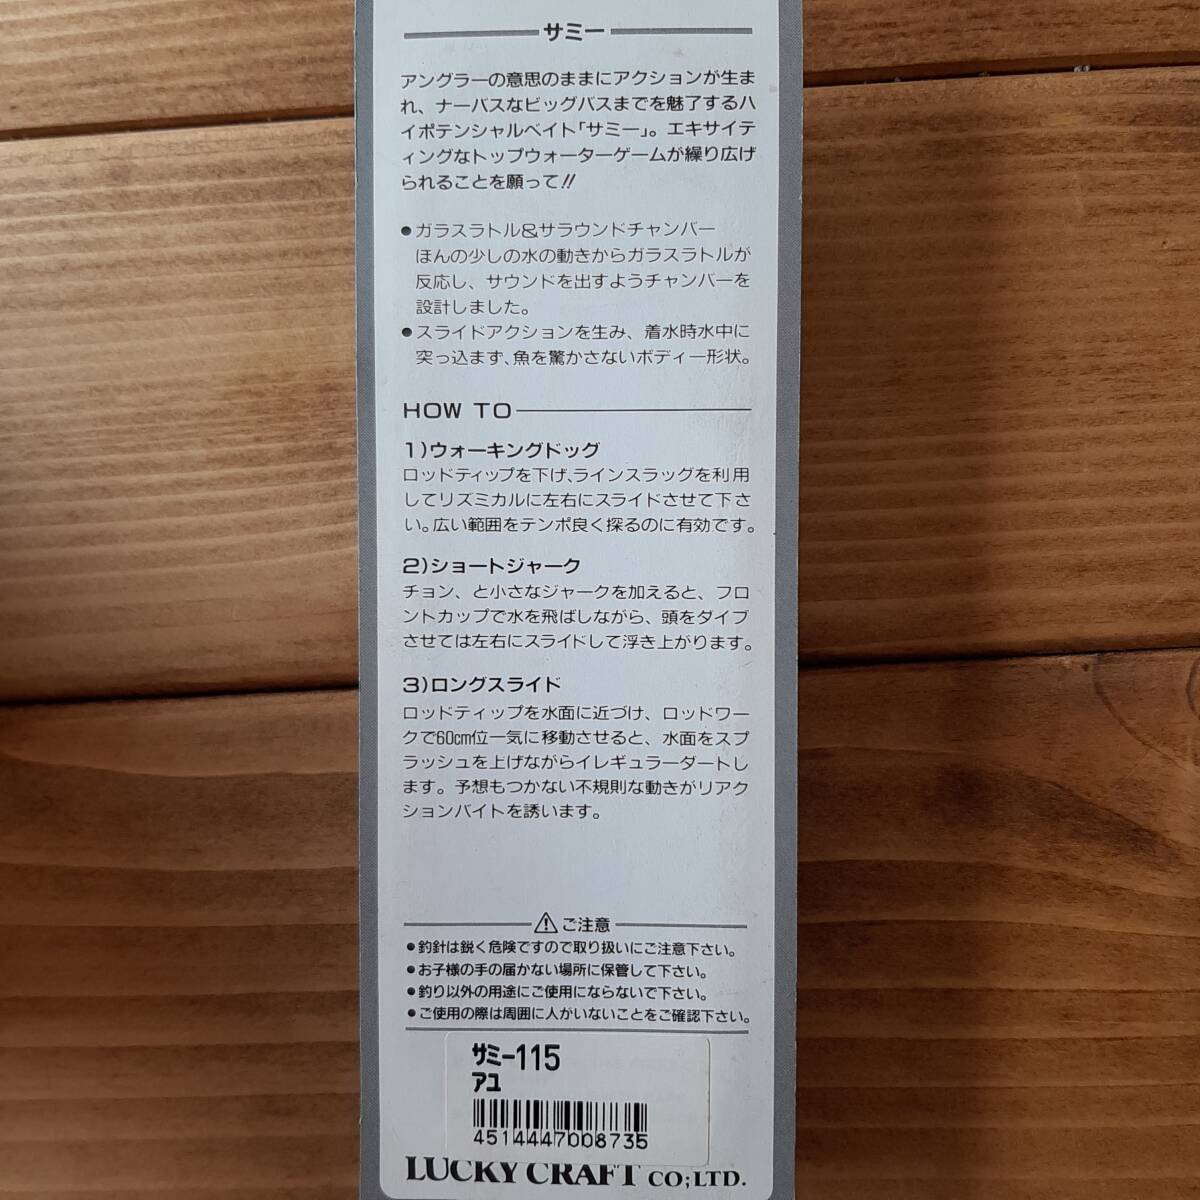 サミー
アングラーの意思のままにアクションが生ま
れ、ナーバスなビッグバスまでを魅了するハ
イポテンシャルベイト「サミー」。エキサイテ
ィングなトップウォーターゲームが繰り広げ
られることを願って!!
●ガラスラトル&サラウンドチャンバー
ほんの少しの水の動きからガラスラトルが
反応し、サウンドを出すようチャンバーを
設計しました。
●スライドアクションを生み、着水時水中に
突っ込まず、魚を驚かさないボディー形状。
HOW TO
1)ウォーキングドッグ
ロッドティップを下げ、ラインスラッグを利用
してリズミカルに左右にスライドさせて下さ
い。広い範囲をテンポ良く探るのに有効です。
2)ショートジャーク
チョン、と小さなジャークを加えると、フロ
ントカップで水を飛ばしながら、頭をダイブ
させては左右にスライドして浮き上がります。
3)ロングスライド
ロッドティップを水面に近づけ、ロッドワー
クで60cm位一気に移動させると、水面をスプ
ラッシュを上げながらイレギュラーダートし
ます。予想もつかない不規則な動きがリアク
ションバイトを誘います。
⚠ご注意
●釣針は鋭く危険ですので取り扱いにご注意下さい。
●お子様の手の届かない場所に保管して下さい。
●釣り以外の用途にご使用にならないで下さい。
●ご使用の際は周囲に人がいないことをご確認下さい。
サミー115
アユ
4514447008735
LUCKY CRAFT CO;LTD.